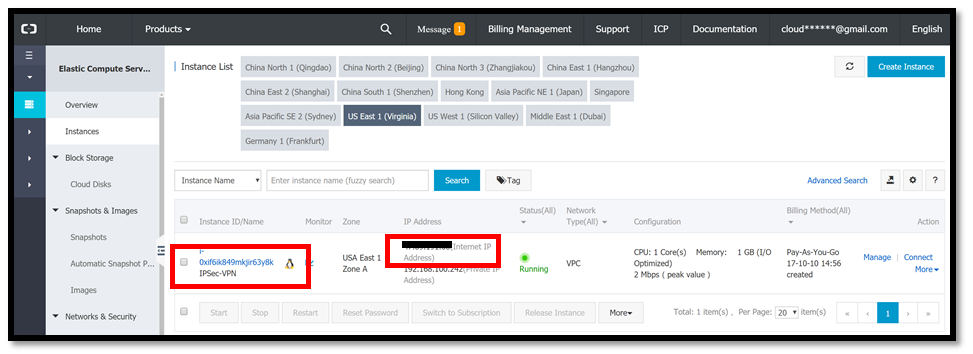 Home Products Message 1 Billing Management Support ICP Documentation cloud******@gmail.com English
Elastic Compute Serv...
Overview
Instances
Block Storage
Cloud Disks
Snapshots & Images
Snapshots
Automatic Snapshot P...
Images
Networks & Security
Instance List
China North 1 (Qingdao) China North 2 (Beijing) China North 3 (Zhangjiakou) China East 1 (Hangzhou)
Create Instance
China East 2 (Shanghai) China South 1 (Shenzhen) Hong Kong Asia Pacific NE 1 (Japan) Singapore
Asia Pacific SE 2 (Sydney) US East 1 (Virginia) US West 1 (Silicon Valley) Middle East 1 (Dubai)
Germany 1 (Frankfurt)
Instance Name Enter instance name (fuzzy search) Search Tag Advanced Search ?
Instance ID/Name Monitor Zone IP Address Status(All) Network Type(All) Configuration Billing Method(All) Action
i-
0xif6ik849mkjir63y8k
IPSec-VPN
USA East 1
Zone A
(Internet IP
Address)
192.168.100.242(Private IP
Address)
Running
VPC
CPU: 1 Core(s) Memory: 1 GB (I/O
Optimized)
2 Mbps ( peak value )
Pay-As-You-Go
17-10-10 14:56
created
Manage | Connect
More
Start Stop Restart Reset Password Switch to Subscription Release Instance More
Total: 1 item(s) , Per Page: 20 item(s) « ‹ 1 › »